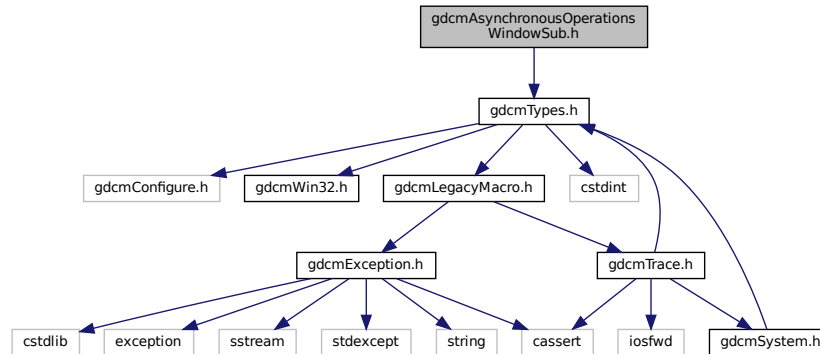 gdcmAsynchronousOperations
WindowSub.h
gdcmTypes.h
gdcmConfigure.h
gdcmWin32.h
gdcmLegacyMacro.h
cstdint
gdcmException.h
gdcmTrace.h
cstdlib
exception
sstream
stdexcept
string
cassert
iosfwd
gdcmSystem.h